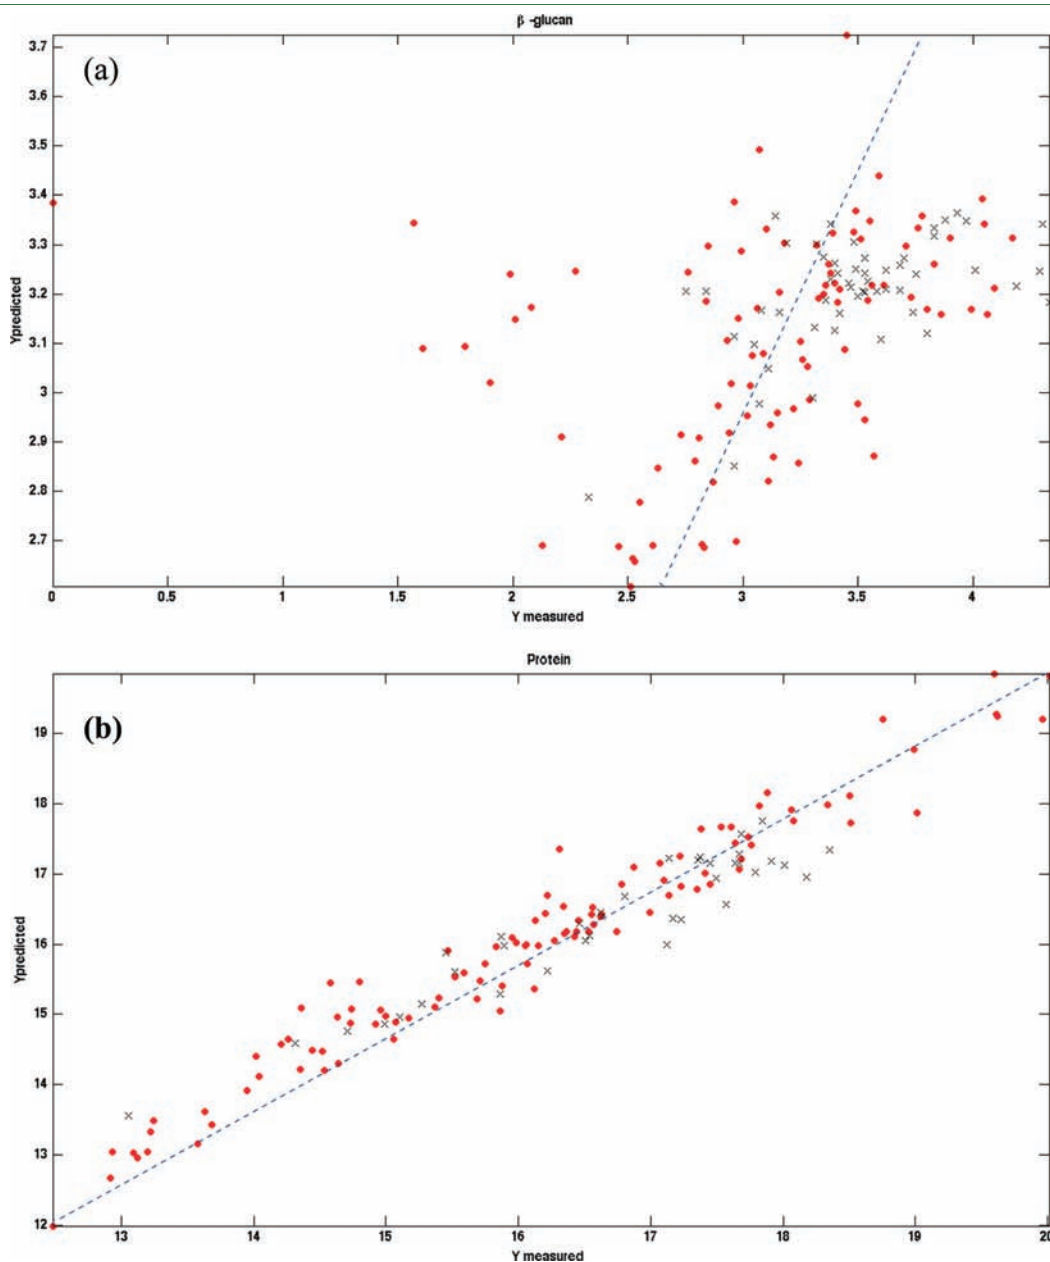 β -glucan
(a)
3.7
3.6
3.5
3.4
3.3
3.2
3.1
3
2.9
2.8
2.7
Ypredicted
0 0.5 1 1.5 2 2.5 3 3.5 4
Y measured
Protein
(b)
19
18
17
16
15
14
13
12
Ypredicted
13 14 15 16 17 18 19 20
Y measured